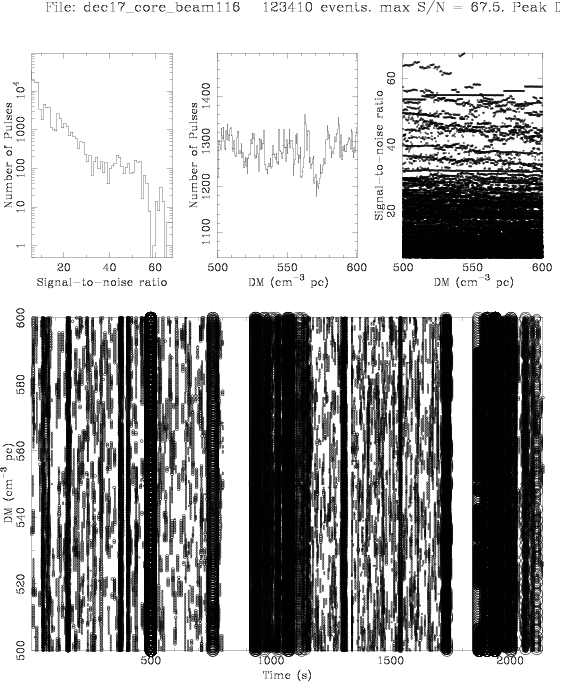 File: dec17_core_beam116 123410 events. max S/N = 67.5. Peak D
Number of Pulses
1 10 100 1000 10^4
20 40 60
Signal-to-noise ratio
Number of Pulses
1100 1200 1300 1400
500 550 600
DM (cm^-3 pc)
Signal-to-noise ratio
20 40 60
500 550 600
DM (cm^-3 pc)
DM (cm^-3 pc)
500 520 540 560 580 600
500 1000 1500 2000
Time (s)